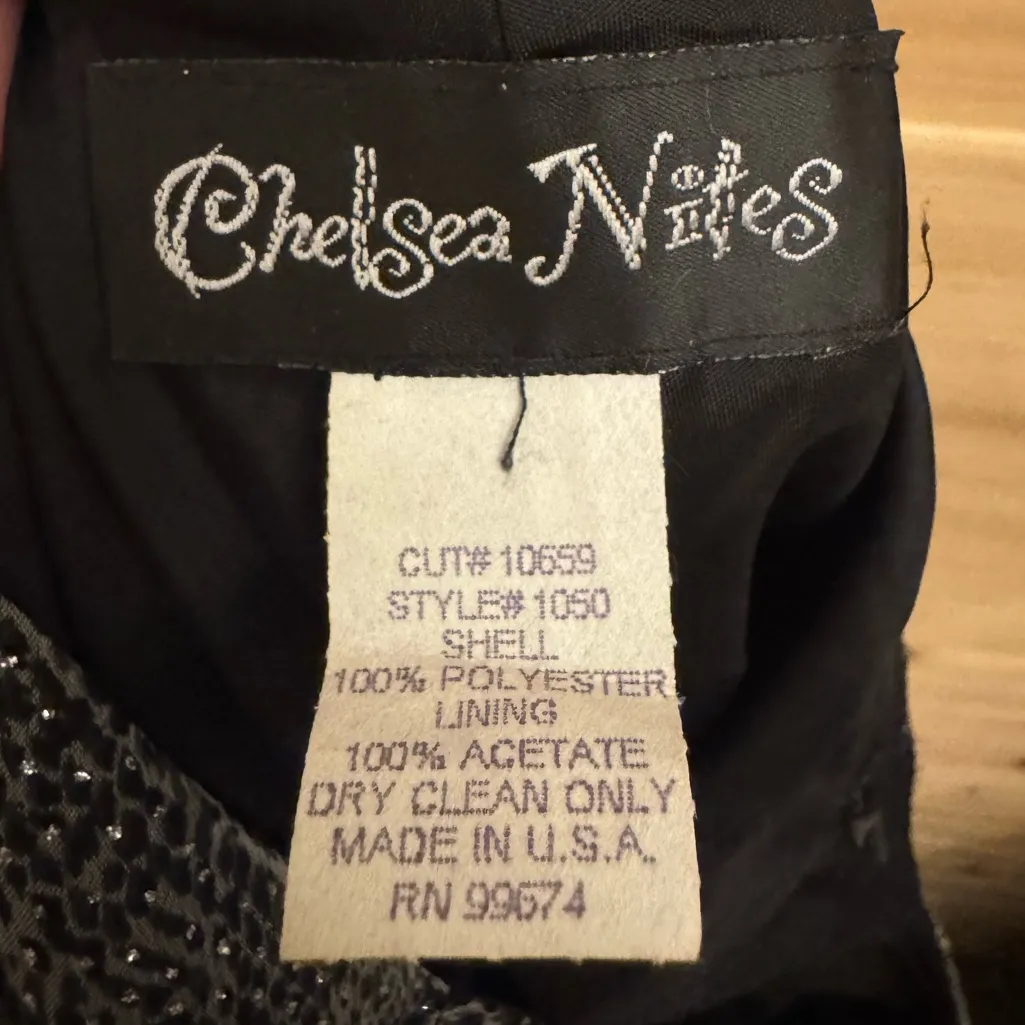 Chelsea Nites
CUT# 10659
STYLE# 1050
SHELL
100% POLYESTER
LINING
100% ACETATE
DRY CLEAN ONLY
MADE IN U.S.A.
RN 99674